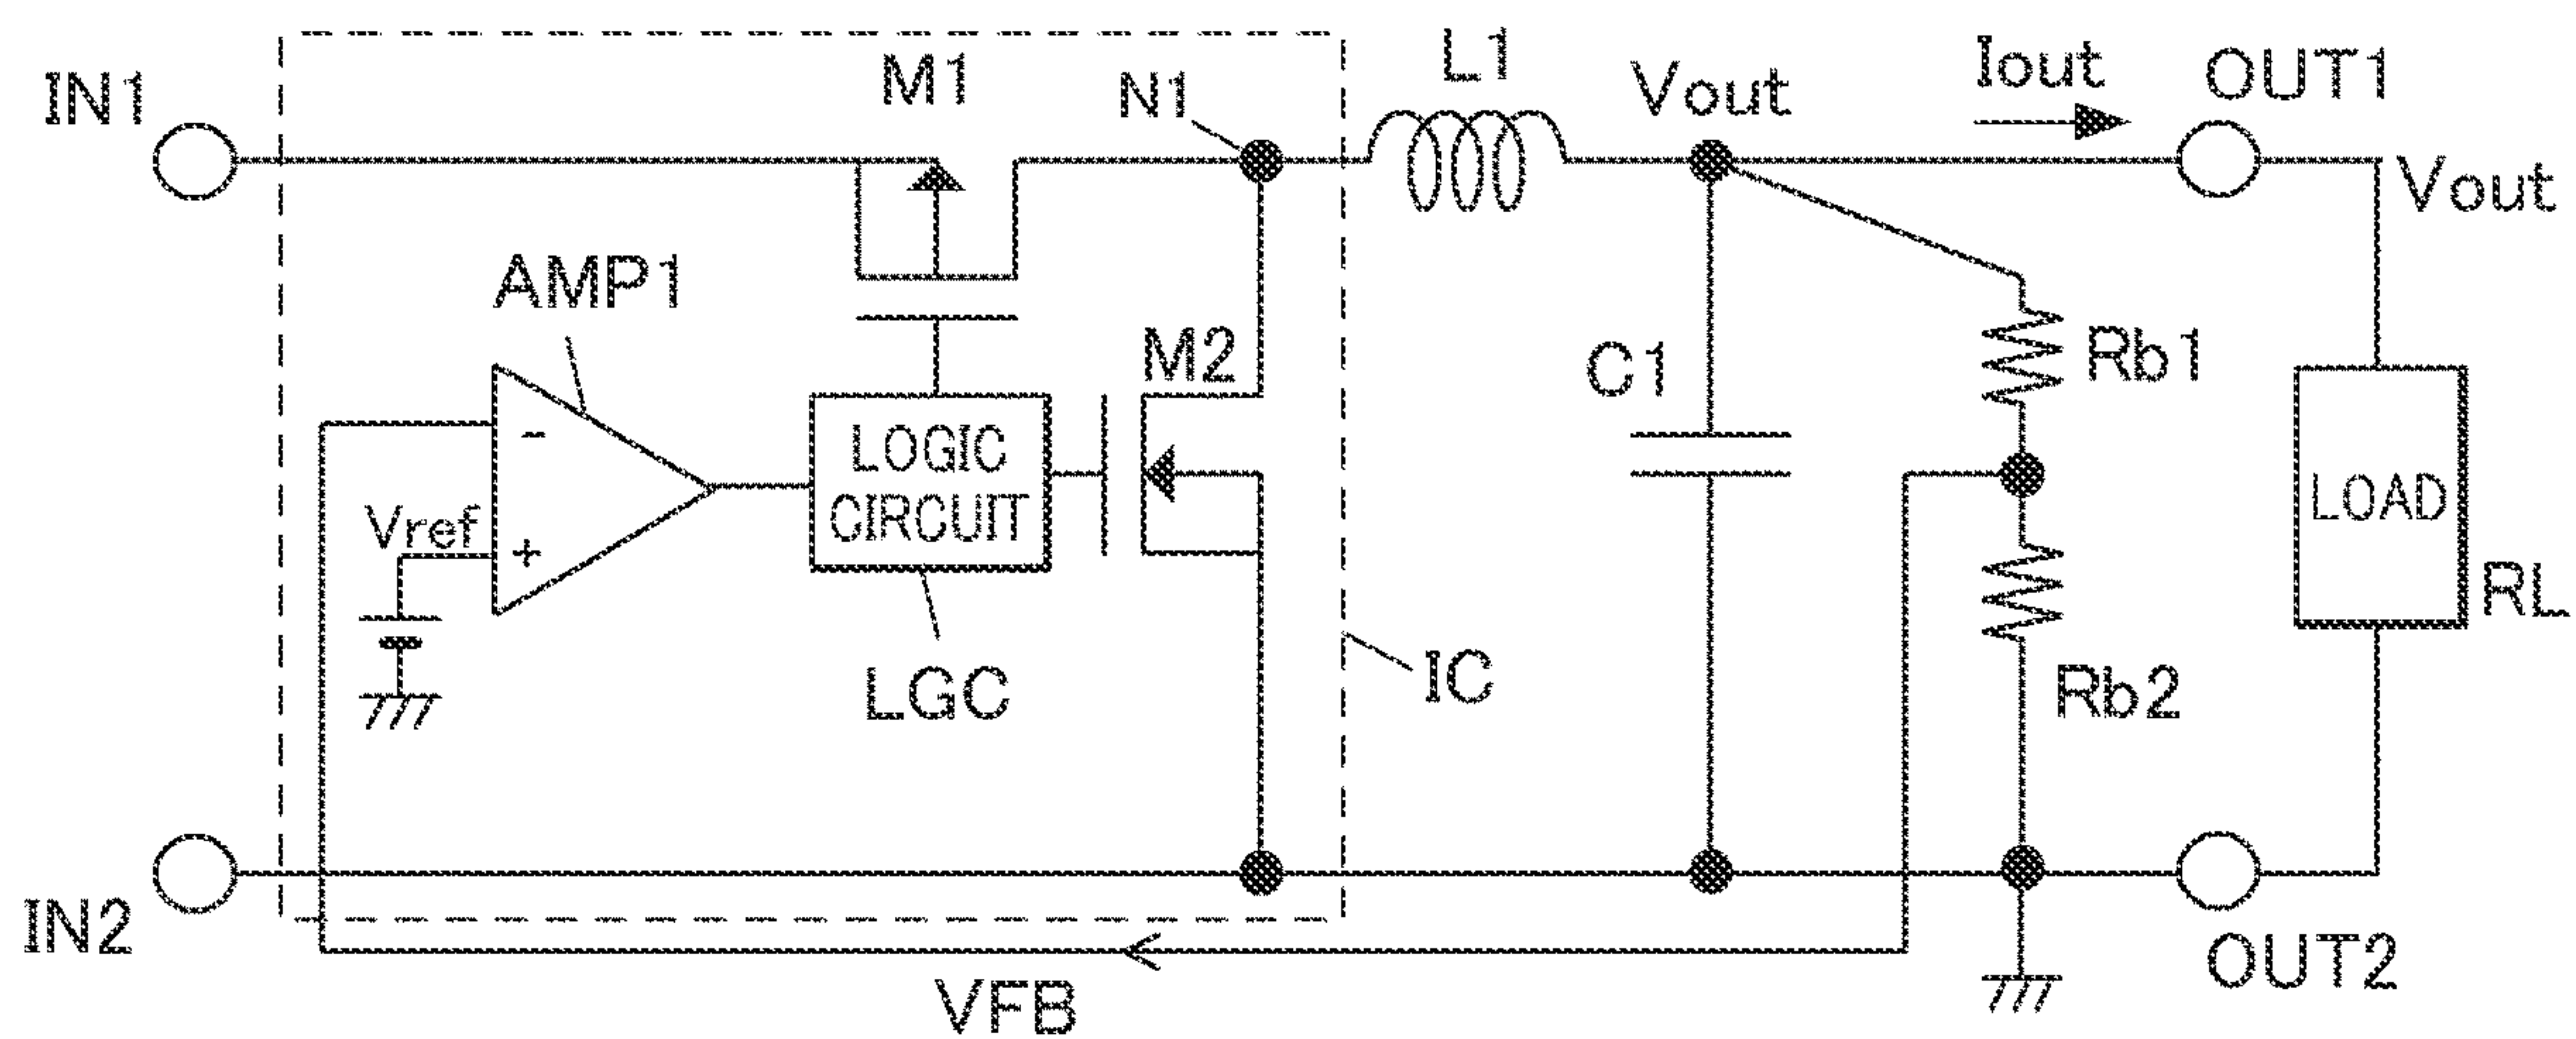 IN1
M1
N1
L1
Vout
Iout
OUT1
Vout
AMP1
M2
C1
Rb1
-
LOGIC
CIRCUIT
LOAD
Vref
+
RL
LGC
IC
Rb2
IN2
VFB
OUT2